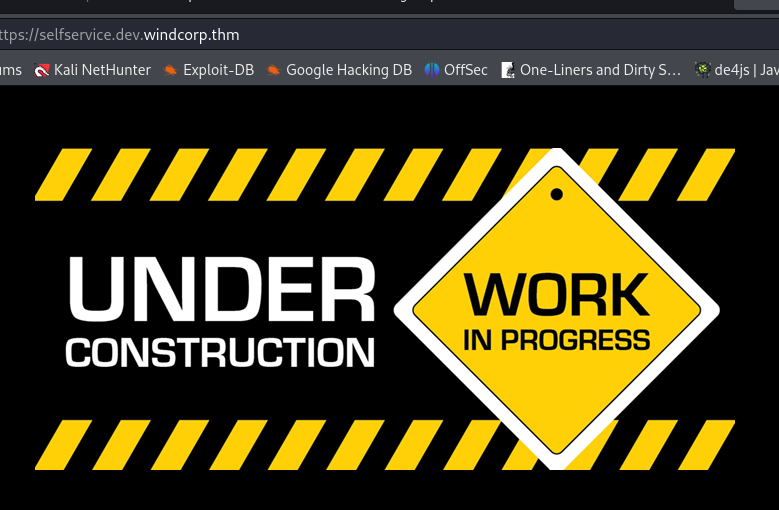 ttps://selfservice.dev.windcorp.thm
ums Kali NetHunter Exploit-DB Google Hacking DB OffSec One-Liners and Dirty S... de4js | Jav
UNDER
CONSTRUCTION
WORK
IN PROGRESS